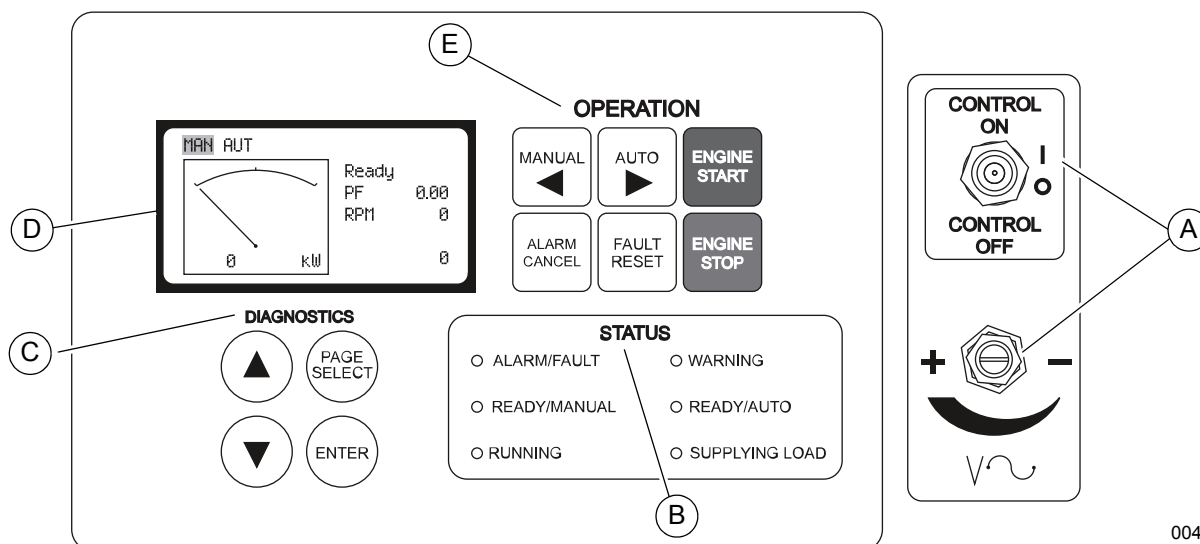 E
OPERATION
MANUAL
AUTO
ENGINE
START
ALARM
CANCEL
FAULT
RESET
ENGINE
STOP
MAN AUT
Ready
PF 0.00
RPM 0
0 kW
0
D
DIAGNOSTICS
C
PAGE
SELECT
ENTER
STATUS
ALARM/FAULT
WARNING
READY/MANUAL
READY/AUTO
RUNNING
SUPPLYING LOAD
B
CONTROL
ON
I
O
CONTROL
OFF
A
+ −
V
004